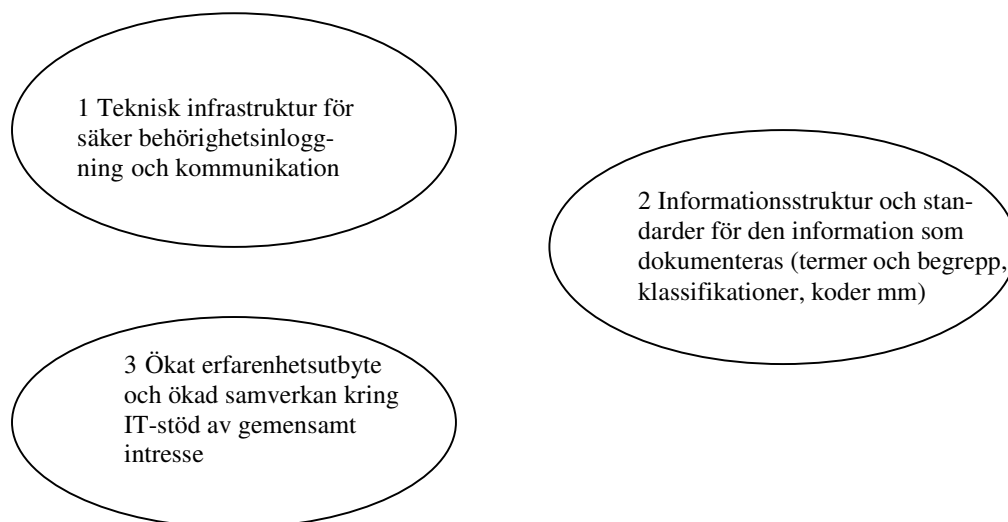 1 Teknisk infrastruktur för
säker behörighetsinlogg-
ning och kommunikation
2 Informationsstruktur och stan-
darder för den information som
dokumenteras (termer och begrepp,
klassifikationer, koder mm)
3 Ökat erfarenhetsutbyte
och ökad samverkan kring
IT-stöd av gemensamt
intresse